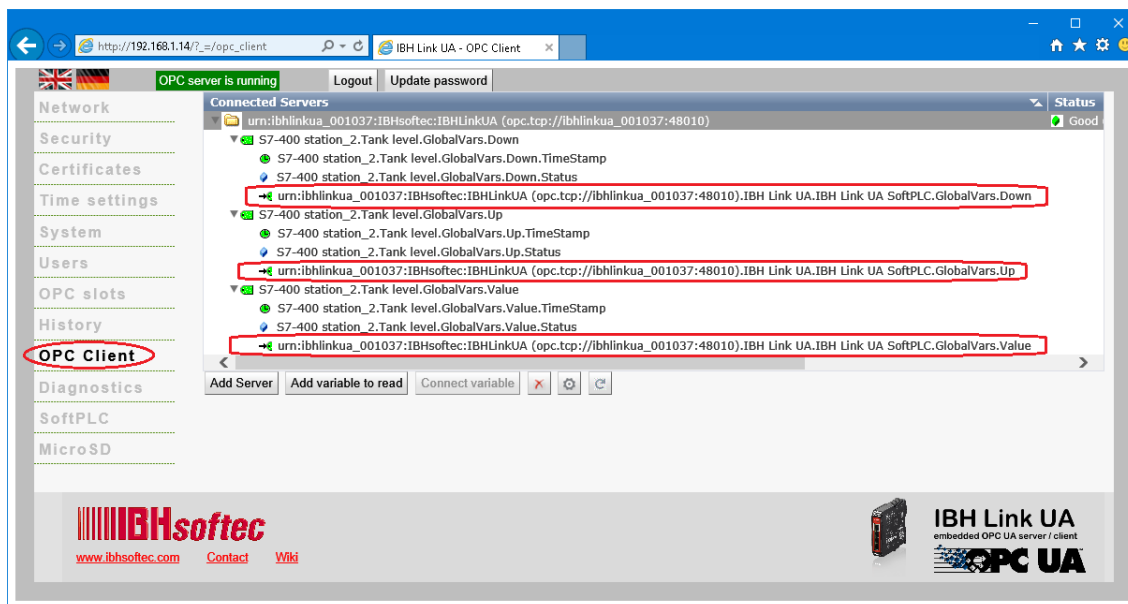 http://192.168.1.14/?_=/opc_client
IBH Link UA - OPC Client
OPC server is running
Logout
Update password
Network
Security
Certificates
Time settings
System
Users
OPC slots
History
OPC Client
Diagnostics
SoftPLC
MicroSD
Connected Servers Status
urn:ibhlinkua_001037:IBHsoftec:IBHLinkUA (opc.tcp://ibhlinkua_001037:48010) Good
S7-400 station_2.Tank level.GlobalVars.Down
S7-400 station_2.Tank level.GlobalVars.Down.TimeStamp
S7-400 station_2.Tank level.GlobalVars.Down.Status
urn:ibhlinkua_001037:IBHsoftec:IBHLinkUA (opc.tcp://ibhlinkua_001037:48010).IBH Link UA.IBH Link UA SoftPLC.GlobalVars.Down
S7-400 station_2.Tank level.GlobalVars.Up
S7-400 station_2.Tank level.GlobalVars.Up.TimeStamp
S7-400 station_2.Tank level.GlobalVars.Up.Status
urn:ibhlinkua_001037:IBHsoftec:IBHLinkUA (opc.tcp://ibhlinkua_001037:48010).IBH Link UA.IBH Link UA SoftPLC.GlobalVars.Up
S7-400 station_2.Tank level.GlobalVars.Value
S7-400 station_2.Tank level.GlobalVars.Value.TimeStamp
S7-400 station_2.Tank level.GlobalVars.Value.Status
urn:ibhlinkua_001037:IBHsoftec:IBHLinkUA (opc.tcp://ibhlinkua_001037:48010).IBH Link UA.IBH Link UA SoftPLC.GlobalVars.Value
Add Server
Add variable to read
Connect variable
IBHsoftec
www.ibhsoftec.com
Contact
Wiki
IBH Link UA
embedded OPC UA server / client
OPC UA